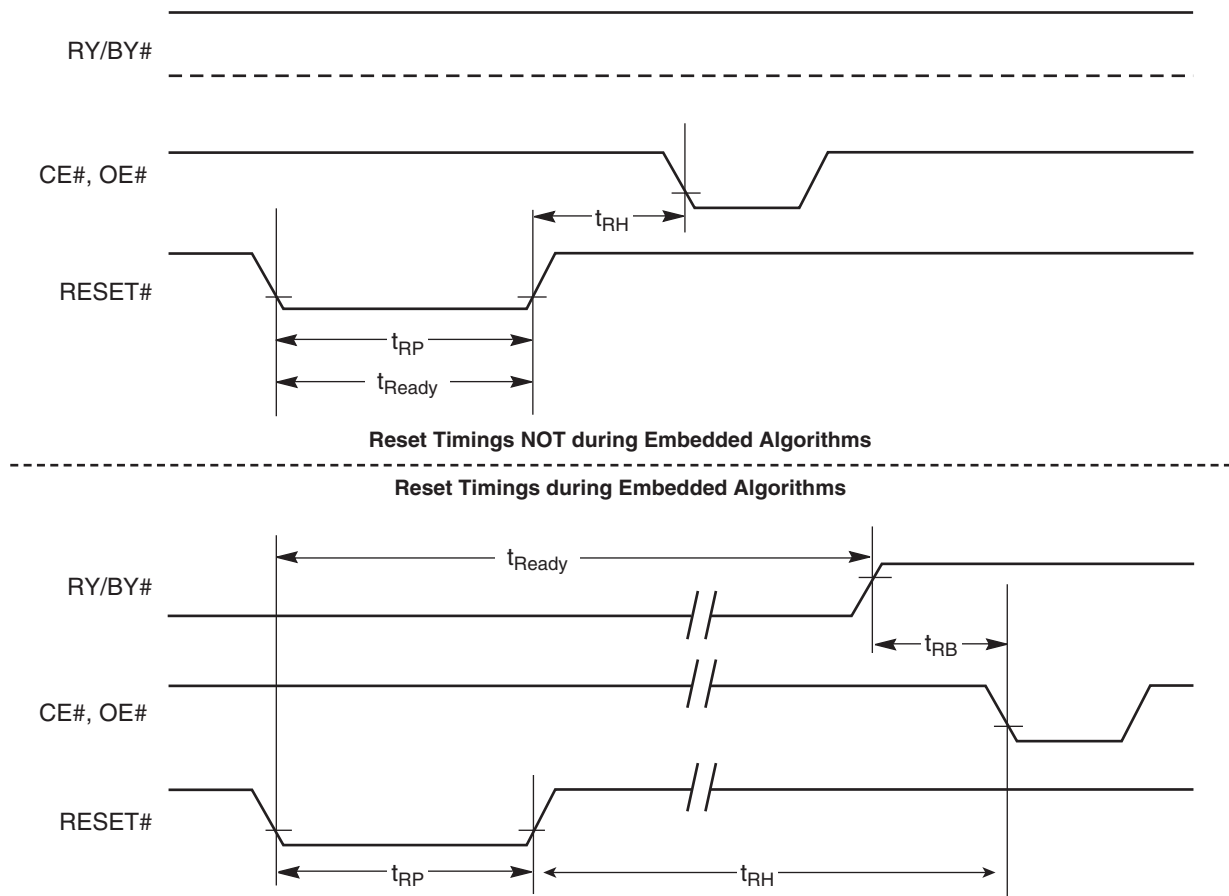 RY/BY#
CE#, OE#
tRH
RESET#
tRP
tReady
Reset Timings NOT during Embedded Algorithms
Reset Timings during Embedded Algorithms
tReady
RY/BY#
tRB
CE#, OE#
RESET#
tRP
tRH